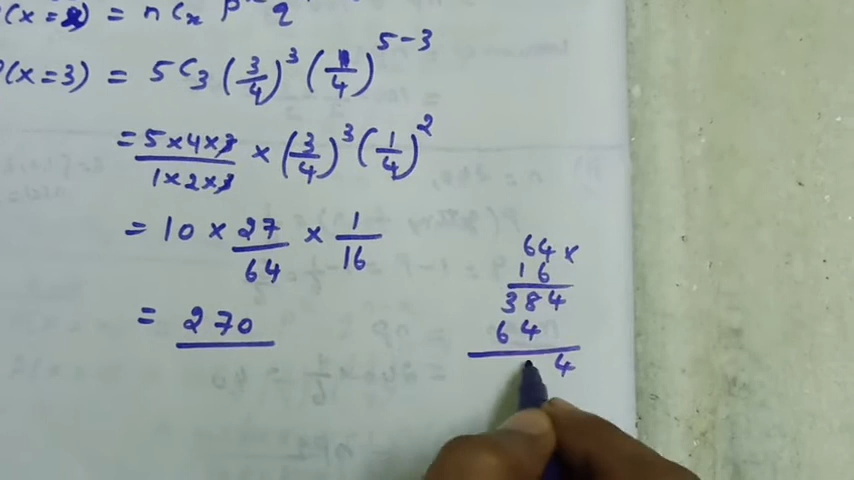 (x=x) = nCx p q
P(x=3) = 5C3 (3/4)^3 (1/4)^5-3
= 5×4×3/1×2×3 × (3/4)^3 (1/4)^2
= 10 × 27/64 × 1/16
= 270
64 ×
16
384
64
4